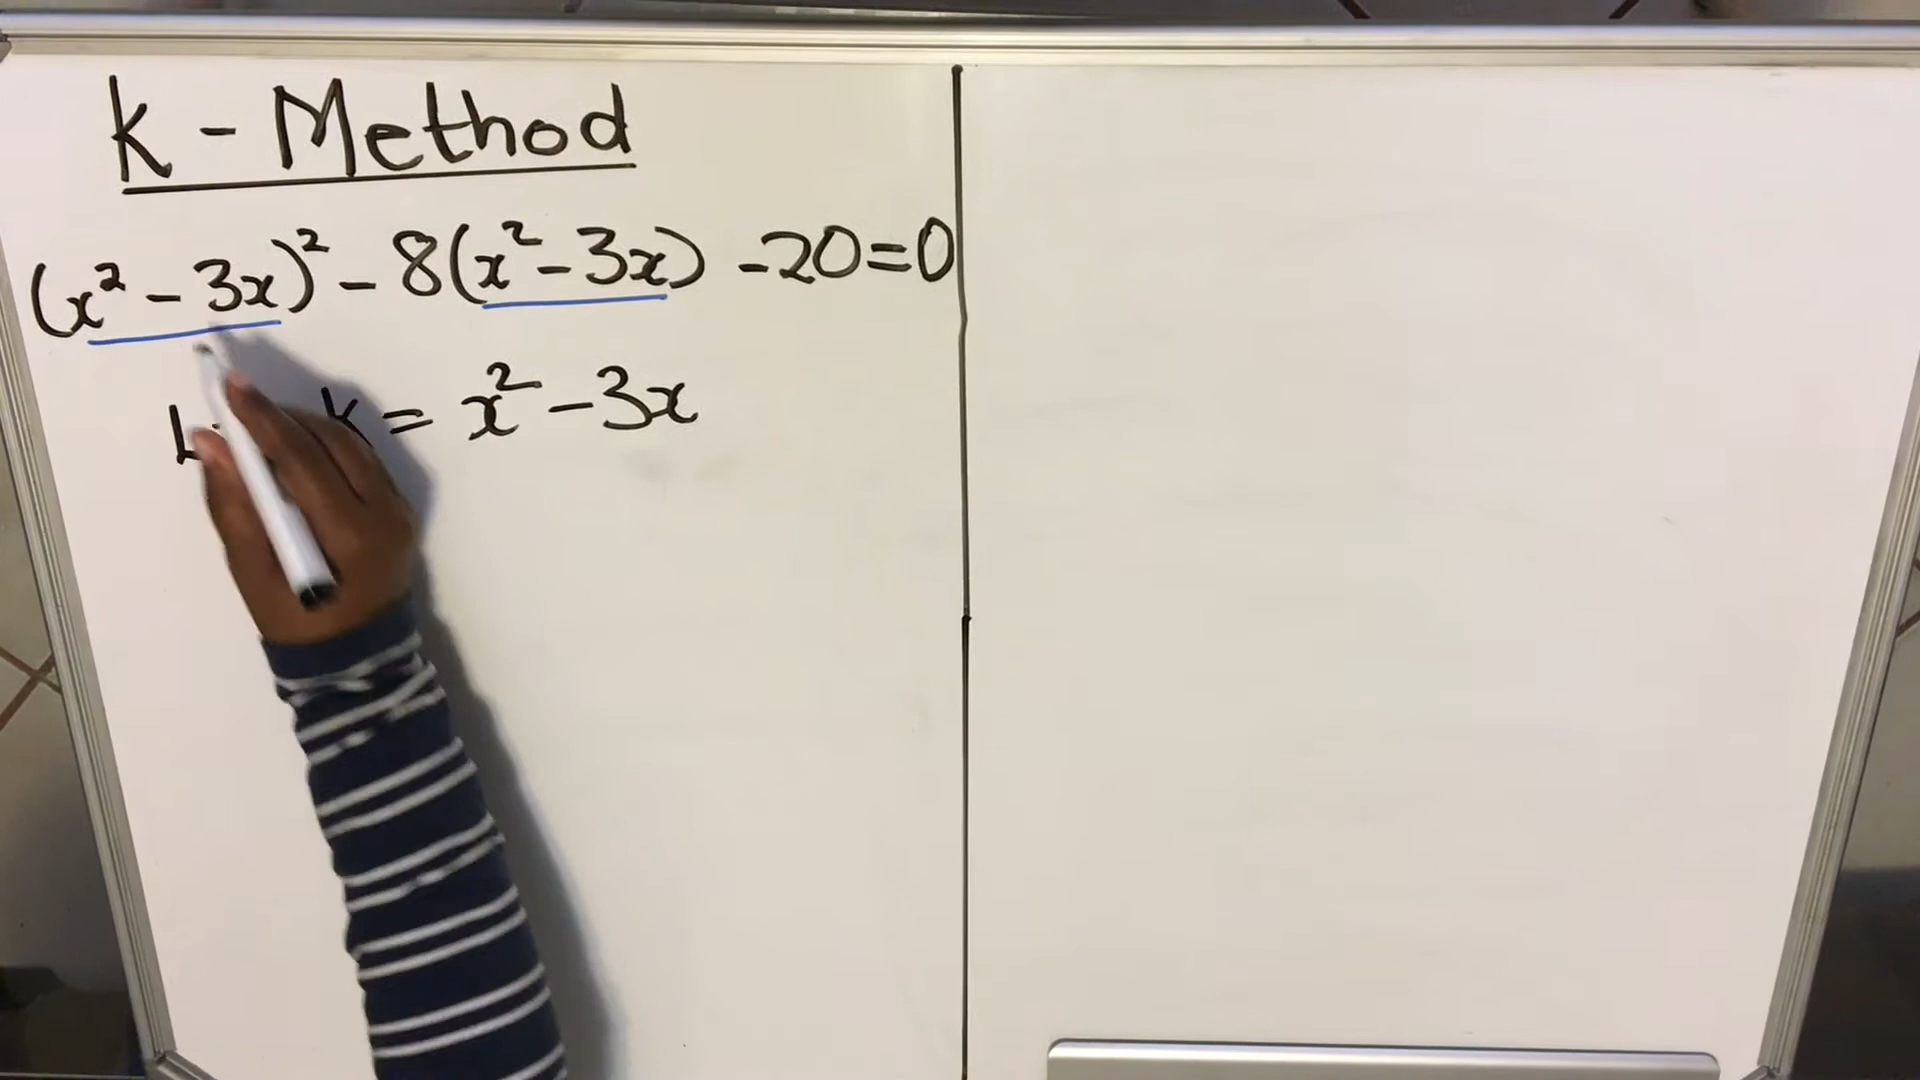 K - Method
(x² - 3x)² - 8(x² - 3x) - 20 = 0
k = x² - 3x